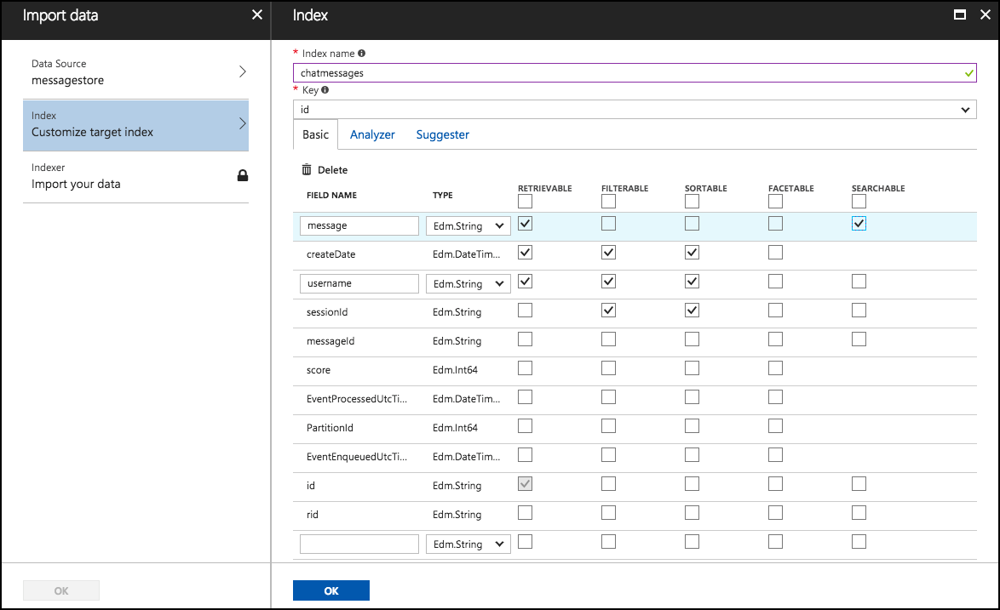 Import data
Data Source
messagestore
Index
Customize target index
Indexer
Import your data
OK
Index
* Index name
chatmessages
* Key
id
Basic Analyzer Suggester
Delete
FIELD NAME TYPE RETRIEVABLE FILTERABLE SORTABLE FACETABLE SEARCHABLE
message Edm.String
createDate Edm.DateTim...
username Edm.String
sessionId Edm.String
messageId Edm.String
score Edm.Int64
EventProcessedUtcTi... Edm.DateTim...
PartitionId Edm.Int64
EventEnqueuedUtcTi... Edm.DateTim...
id Edm.String
rid Edm.String
Edm.String
OK